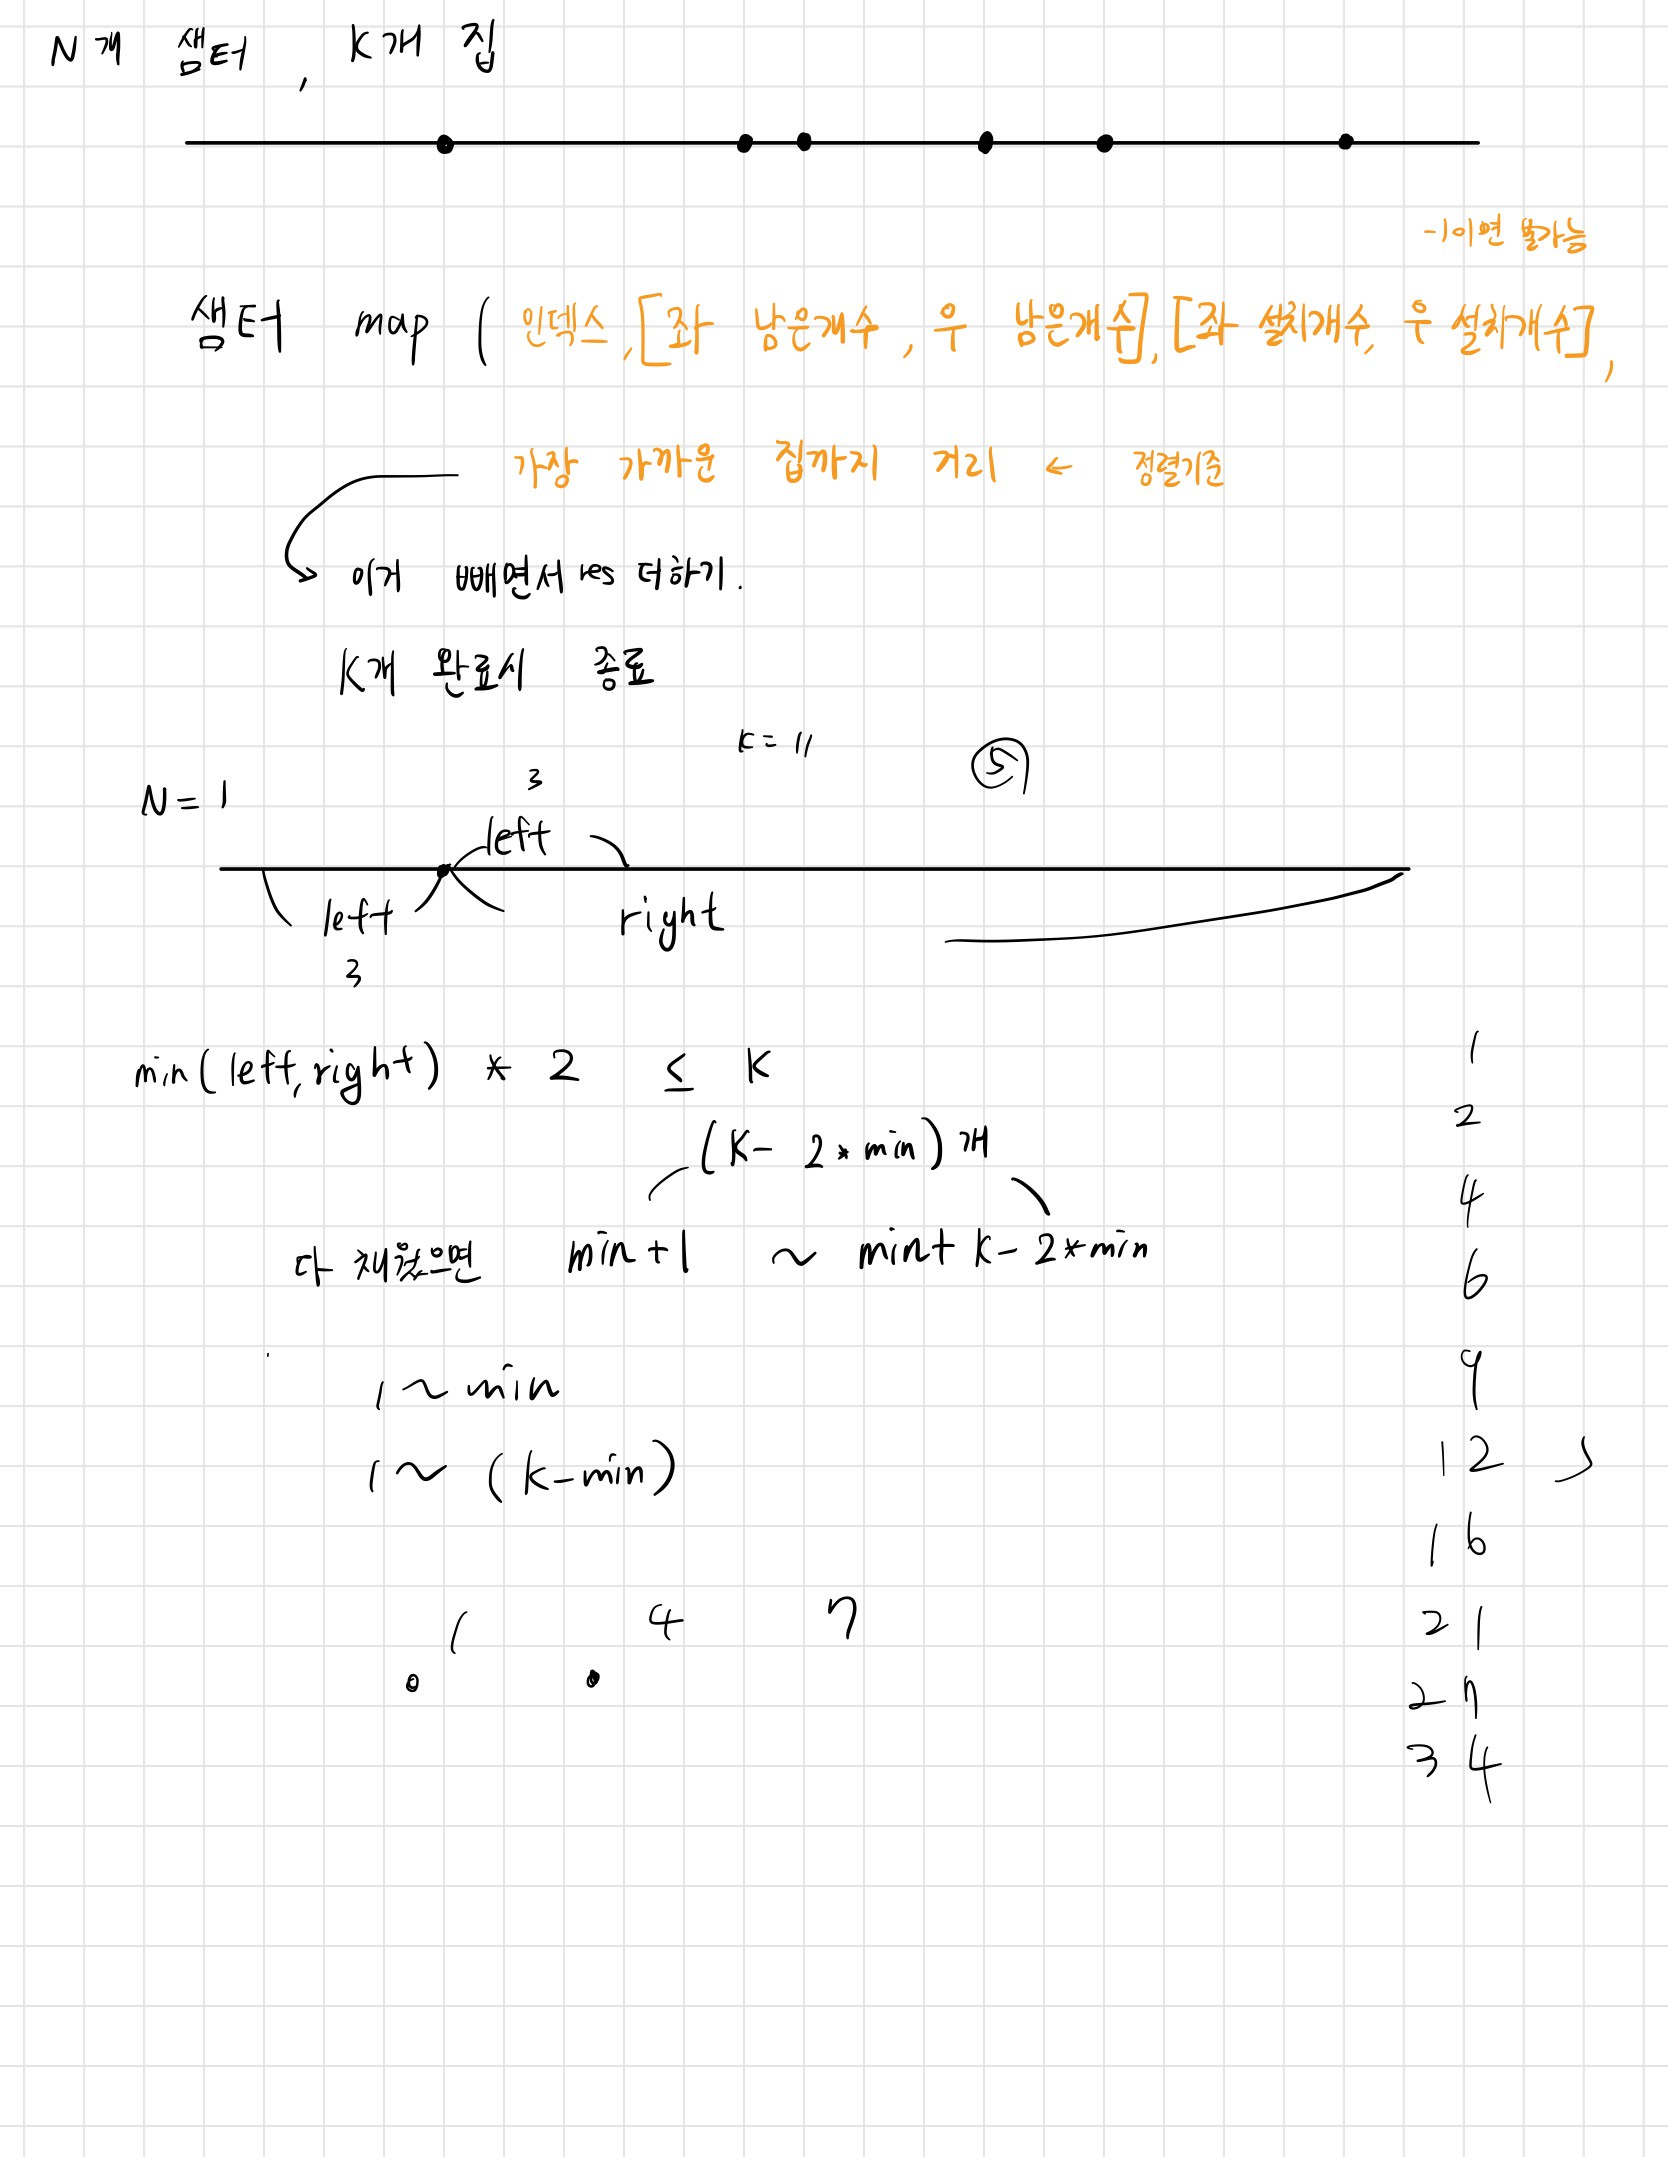 N개 샘터, K개 집
-1이면 불가능
샘터 map ( 인덱스, [좌 남은개수, 우 남은개수], [좌 설치개수, 우 설치개수],
가장 가까운 집까지 거리 ← 정렬기준
이거 빼면서 res 더하기.
K개 완료시 종료
K = 11 ⑤
N = 1
3
left
left right
3
min(left, right) * 2 ≤ K
(K - 2 * min)개
다 채웠으면 min+1 ~ min + K - 2*min
1 ~ min
1 ~ (K-min)
1 4 7
1
2
4
6
9
12
16
21
27
34